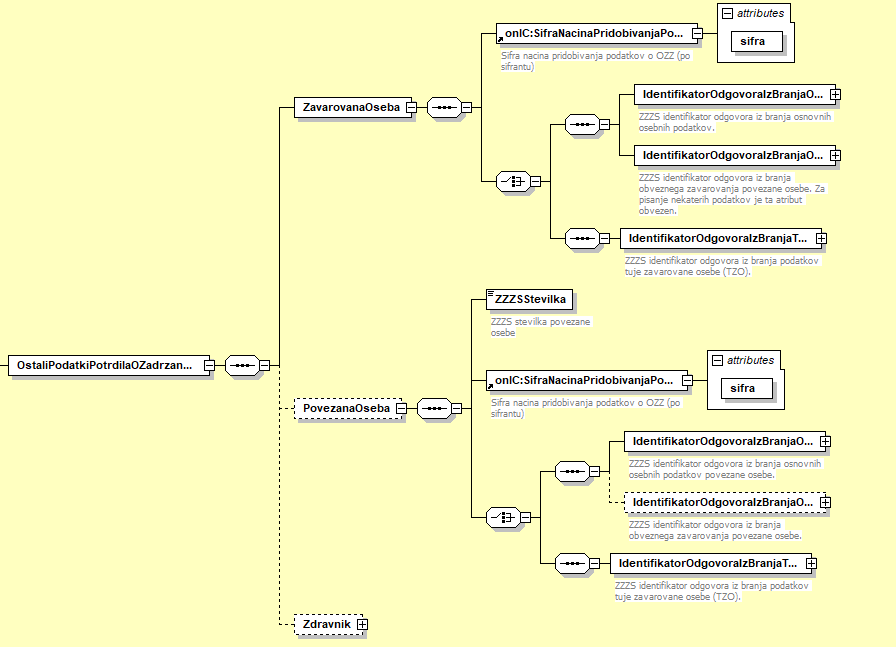 attributes
onIC:SifraNacinaPridobivanjaPo...
sifra
Sifra nacina pridobivanja podatkov o OZZ (po
sifrantu)
ZavarovanaOseba
IdentifikatorOdgovoraIzBranjaO...
ZZZS identifikator odgovora iz branja osnovnih
osebnih podatkov.
IdentifikatorOdgovoraIzBranjaO...
ZZZS identifikator odgovora iz branja
obveznega zavarovanja povezane osebe. Za
pisanje nekaterih podatkov je ta atribut
obvezen.
IdentifikatorOdgovoraIzBranjaT...
ZZZS identifikator odgovora iz branja podatkov
tuje zavarovane osebe (TZO).
ZZZSStevilka
ZZZS stevilka povezane
osebe
OstaliPodatkiPotrdilaOZadrzan...
attributes
onIC:SifraNacinaPridobivanjaPo...
sifra
Sifra nacina pridobivanja podatkov o OZZ (po
sifrantu)
PovezanaOseba
IdentifikatorOdgovoraIzBranjaO...
ZZZS identifikator odgovora iz branja osnovnih
osebnih podatkov povezane osebe.
IdentifikatorOdgovoraIzBranjaO...
ZZZS identifikator odgovora iz branja
obveznega zavarovanja povezane osebe.
IdentifikatorOdgovoraIzBranjaT...
ZZZS identifikator odgovora iz branja podatkov
tuje zavarovane osebe (TZO).
Zdravnik